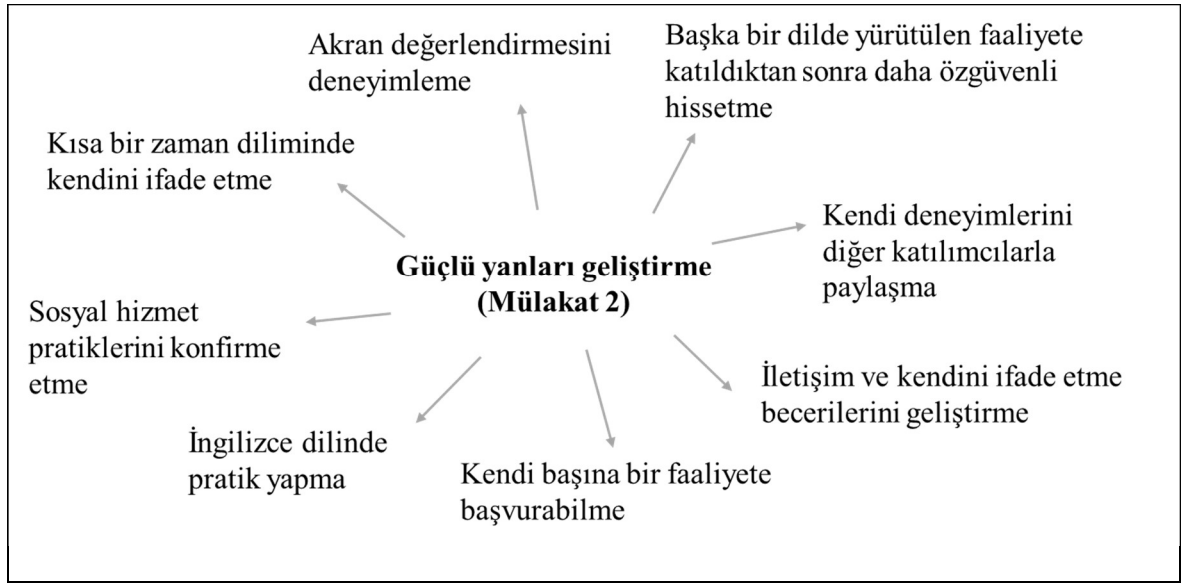 Akran değerlendirmesini
deneyimleme
Başka bir dilde yürütülen faaliyete
katıldıktan sonra daha özgüvenli
hissetme
Kısa bir zaman diliminde
kendini ifade etme
Kendi deneyimlerini
diğer katılımcılarla
paylaşma
Güçlü yanları geliştirme
(Mülakat 2)
Sosyal hizmet
pratiklerini konfirme
etme
İletişim ve kendini ifade etme
becerilerini geliştirme
İngilizce dilinde
pratik yapma
Kendi başına bir faaliyete
başvurabilme